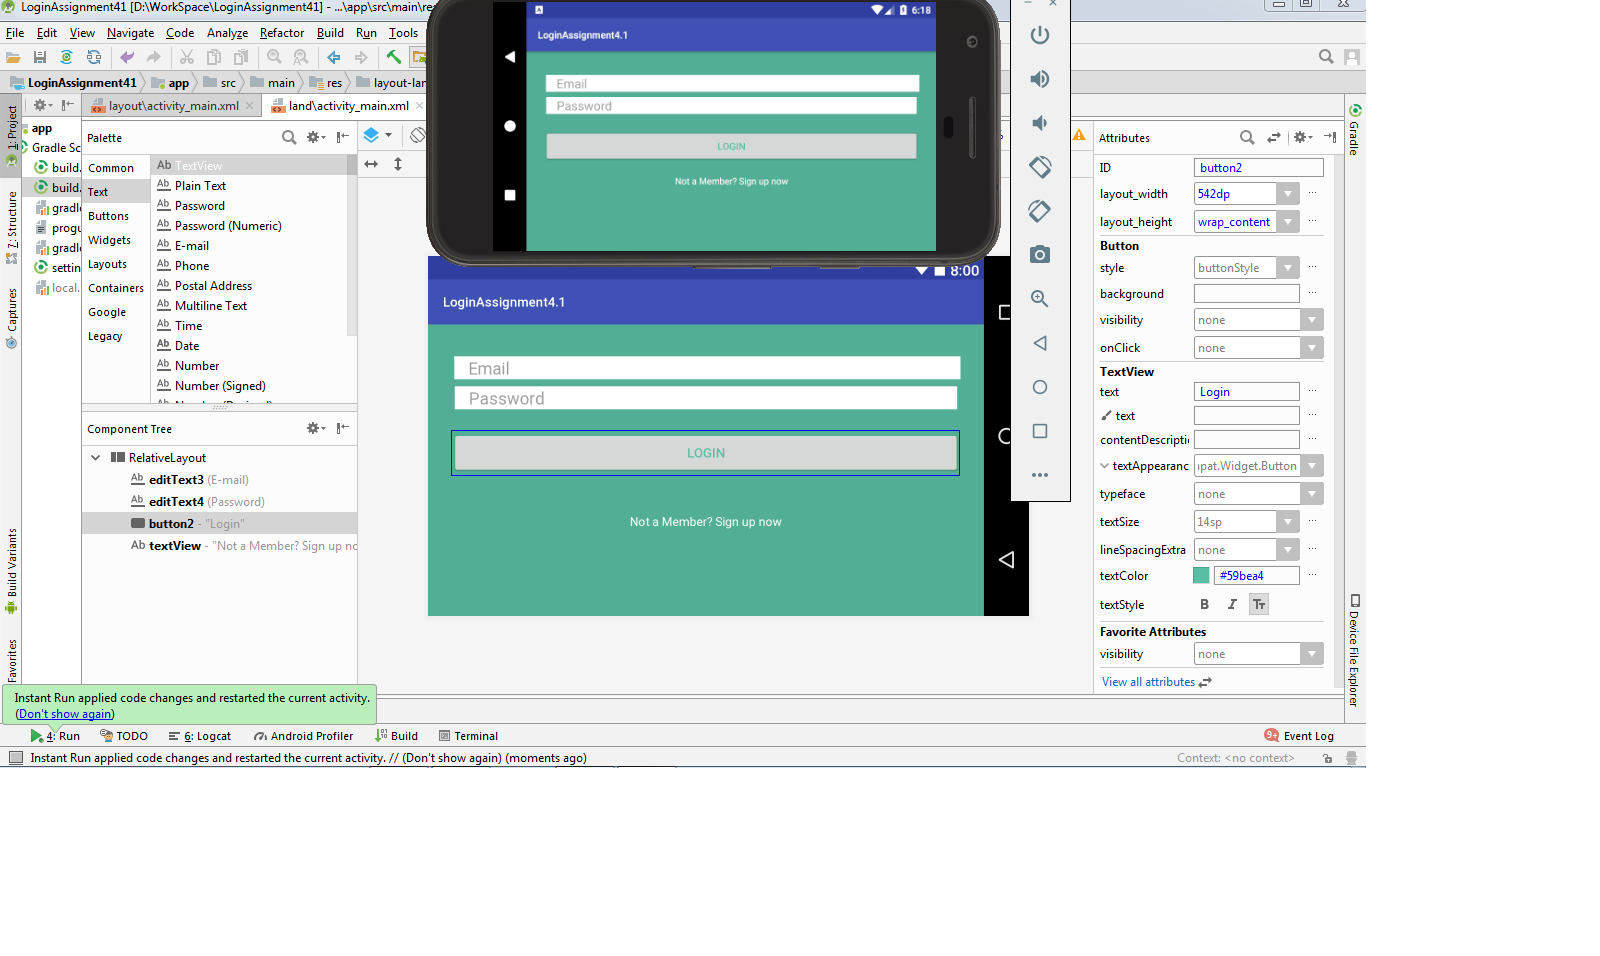 LoginAssignment41 [D:\WorkSpace\LoginAssignment41] - ...\app\src\main\res
File Edit View Navigate Code Analyze Refactor Build Run Tools
LoginAssignment41 app src main res layout-lan
layout\activity_main.xml land\activity_main.xml
1: Project
7: Structure
Captures
Build Variants
Favorites
app
Gradle Sc
build.
build.
gradle
progu
gradle
settin
local.
Palette
Common
Text
Buttons
Widgets
Layouts
Containers
Google
Legacy
Ab TextView
Ab Plain Text
Ab Password
Ab Password (Numeric)
Ab E-mail
Ab Phone
Ab Postal Address
Ab Multiline Text
Ab Time
Ab Date
Ab Number
Ab Number (Signed)
Component Tree
RelativeLayout
Ab editText3 (E-mail)
Ab editText4 (Password)
button2 - "Login"
Ab textView - "Not a Member? Sign up no
6:18
LoginAssignment4.1
Email
Password
LOGIN
Not a Member? Sign up now
8:00
LoginAssignment4.1
Email
Password
LOGIN
Not a Member? Sign up now
Attributes
ID button2
layout_width 542dp ...
layout_height wrap_content ...
Button
style buttonStyle ...
background ...
visibility none
onClick none
TextView
text Login ...
text ...
contentDescripti ...
textAppearanc pat.Widget.Button
typeface none
textSize 14sp ...
lineSpacingExtra none ...
textColor #59bea4 ...
textStyle B I Tr
Favorite Attributes
visibility none
View all attributes
Gradle
Device File Explorer
Instant Run applied code changes and restarted the current activity.
(Don't show again)
4: Run TODO 6: Logcat Android Profiler Build Terminal 9+ Event Log
Instant Run applied code changes and restarted the current activity. // (Don't show again) (moments ago) Context: <no context>